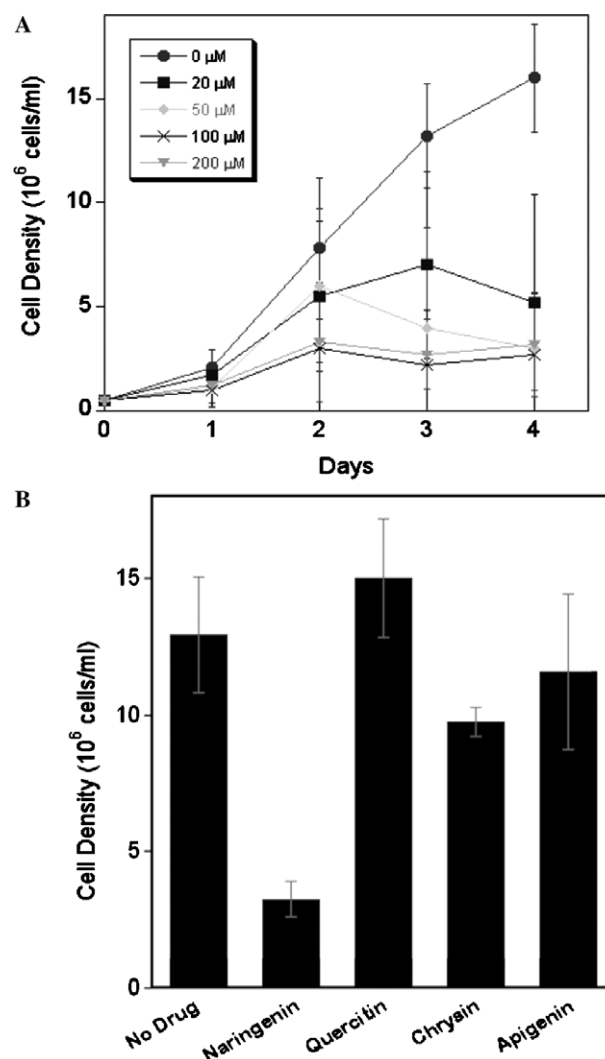 A
0 µM
20 µM
50 µM
100 µM
200 µM
15
10
5
0
Cell Density (10⁶ cells/ml)
0 1 2 3 4
Days
B
15
10
5
0
Cell Density (10⁶ cells/ml)
No Drug
Naringenin
Quercitin
Chrysin
Apigenin